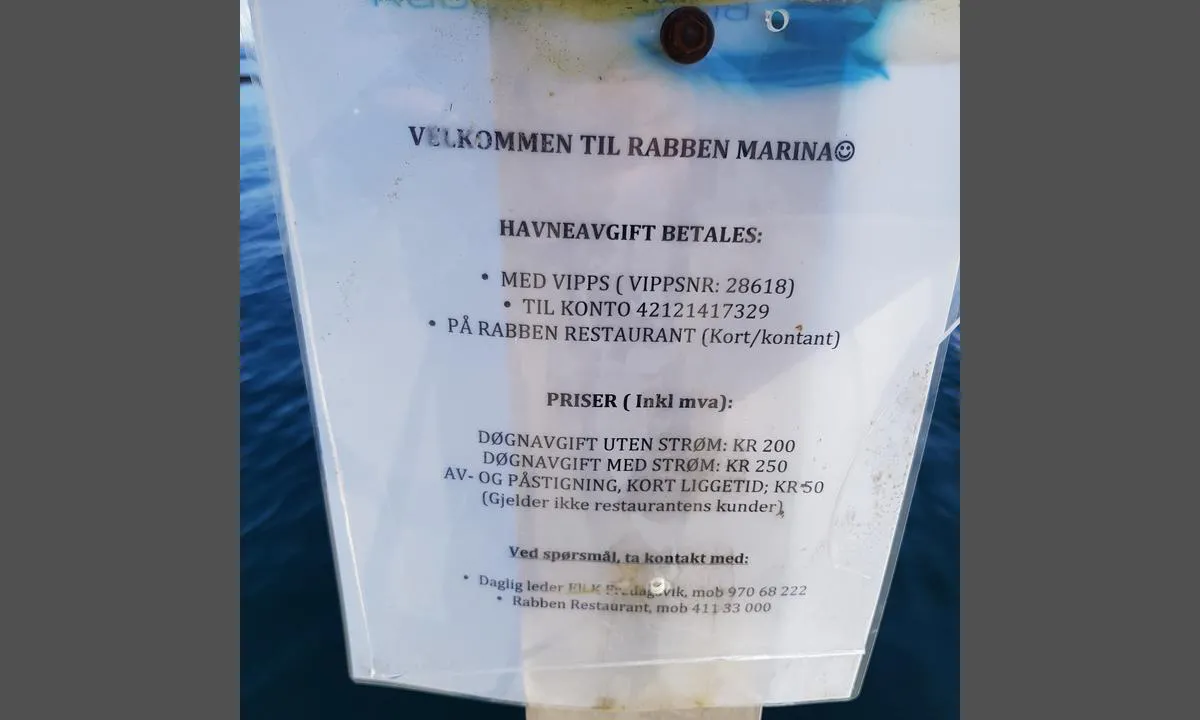 VELKOMMEN TIL RABBEN MARINA☺
HAVNEAVGIFT BETALES:
• MED VIPPS ( VIPPSNR: 28618)
• TIL KONTO 42121417329
• PÅ RABBEN RESTAURANT (Kort/kontant)
PRISER ( Inkl mva):
DØGNAVGIFT UTEN STRØM: KR 200
DØGNAVGIFT MED STRØM: KR 250
AV- OG PÅSTIGNING, KORT LIGGETID; KR 50
(Gjelder ikke restaurantens kunder)
Ved spørsmål, ta kontakt med:
• Daglig leder mob 970 68 222
• Rabben Restaurant, mob 411 33 000